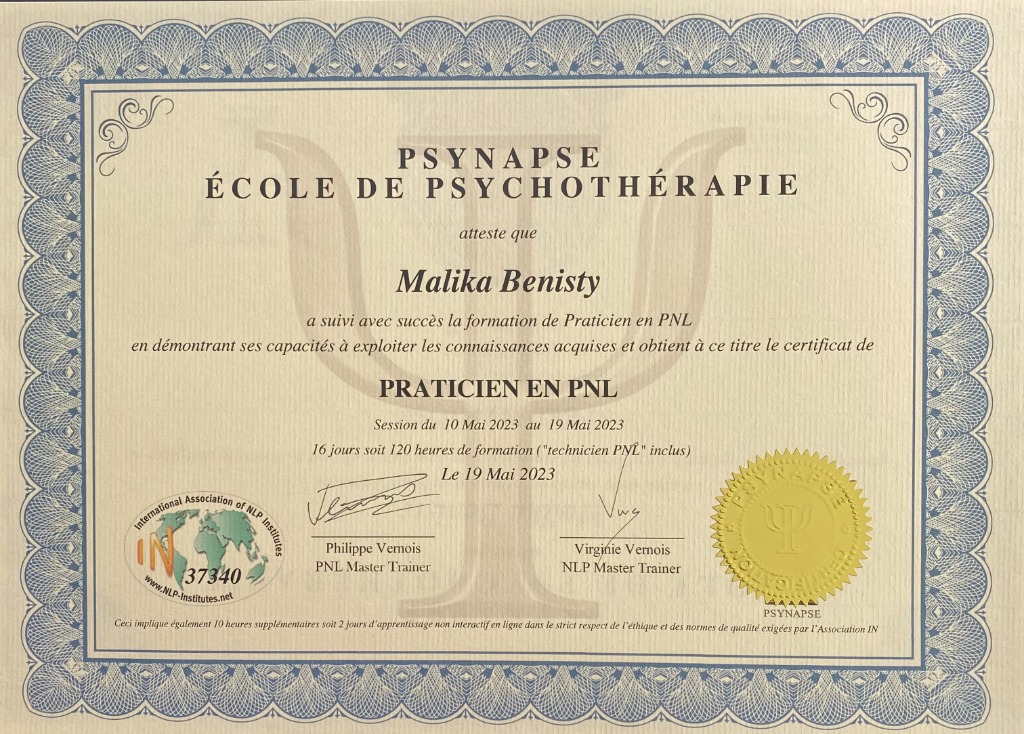 PSYNAPSE
ÉCOLE DE PSYCHOTHÉRAPIE
atteste que
Malika Benisty
a suivi avec succès la formation de Praticien en PNL
en démontrant ses capacités à exploiter les connaissances acquises et obtient à ce titre le certificat de
PRATICIEN EN PNL
Session du 10 Mai 2023 au 19 Mai 2023
16 jours soit 120 heures de formation ("technicien PNL" inclus)
Le 19 Mai 2023
International Association of NLP Institutes
IN
37340
www.NLP-Institutes.net
Philippe Vernois
PNL Master Trainer
Virginie Vernois
NLP Master Trainer
PSYNAPSE
CERTIFICATION
PSYNAPSE
Ceci implique également 10 heures supplémentaires soit 2 jours d'apprentissage non interactif en ligne dans le strict respect de l'éthique et des normes de qualité exigées par l'Association IN